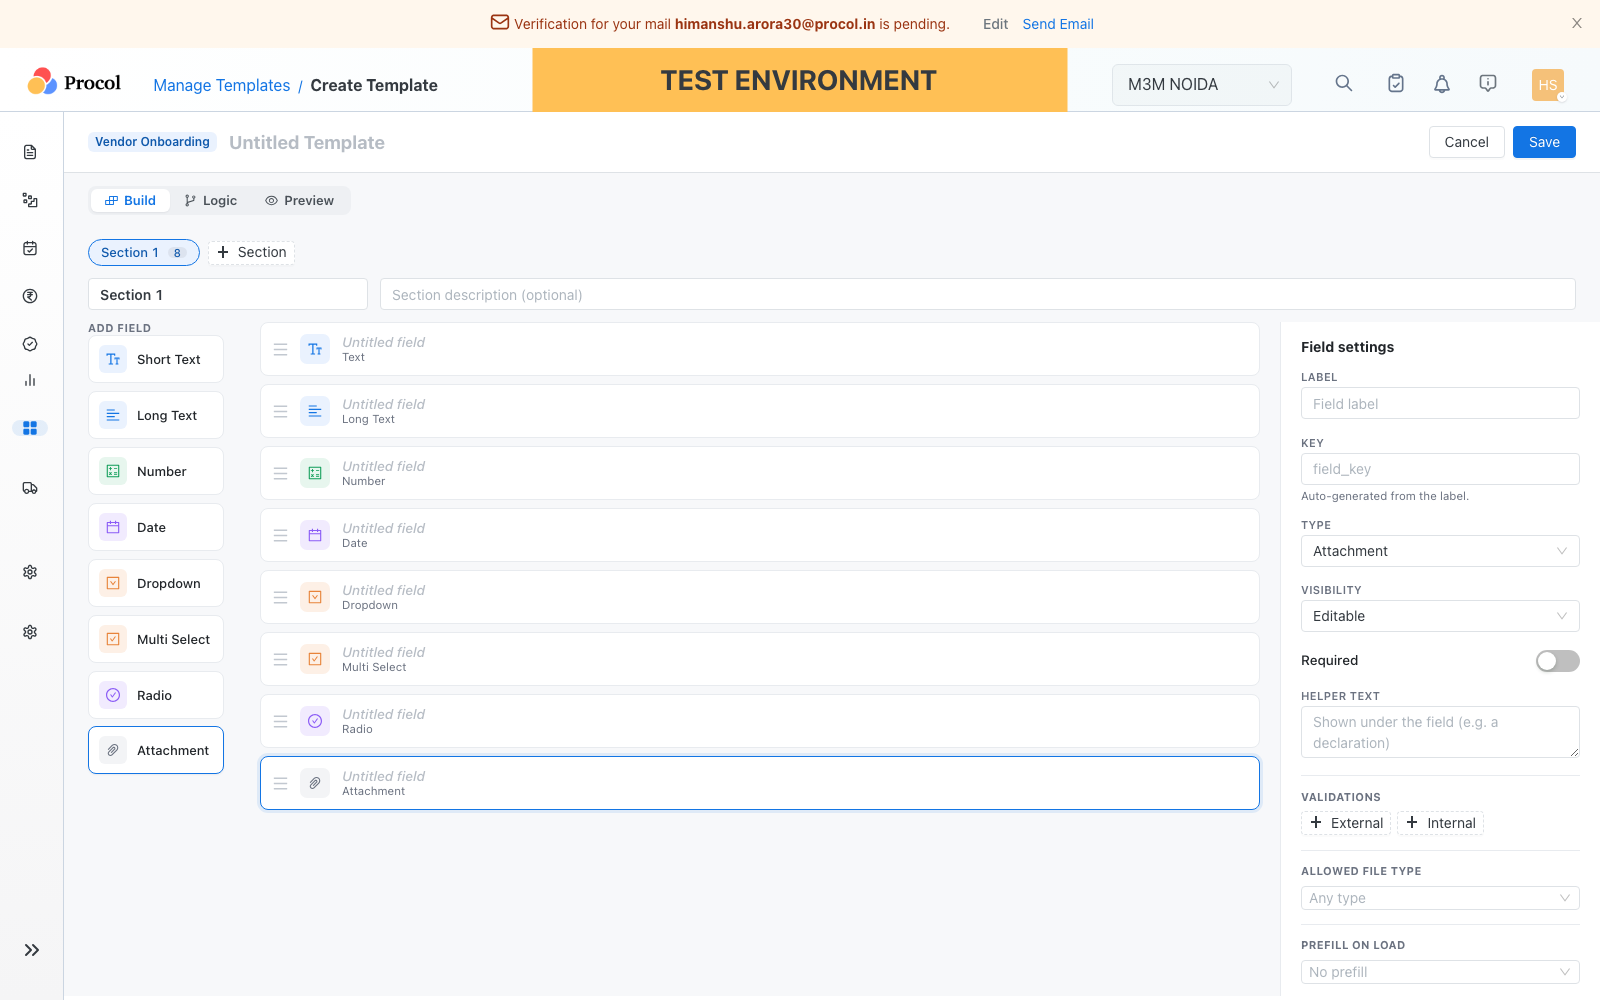 Verification for your mail himanshu.arora30@procol.in is pending. Edit Send Email
Procol
Manage Templates / Create Template
TEST ENVIRONMENT
M3M NOIDA
HS
Vendor Onboarding
Untitled Template
Cancel
Save
Build
Logic
Preview
Section 1 8
+ Section
Section 1
Section description (optional)
ADD FIELD
Short Text
Long Text
Number
Date
Dropdown
Multi Select
Radio
Attachment
Untitled field
Text
Untitled field
Long Text
Untitled field
Number
Untitled field
Date
Untitled field
Dropdown
Untitled field
Multi Select
Untitled field
Radio
Untitled field
Attachment
Field settings
LABEL
Field label
KEY
field_key
Auto-generated from the label.
TYPE
Attachment
VISIBILITY
Editable
Required
HELPER TEXT
Shown under the field (e.g. a
declaration)
VALIDATIONS
+ External + Internal
ALLOWED FILE TYPE
Any type
PREFILL ON LOAD
No prefill